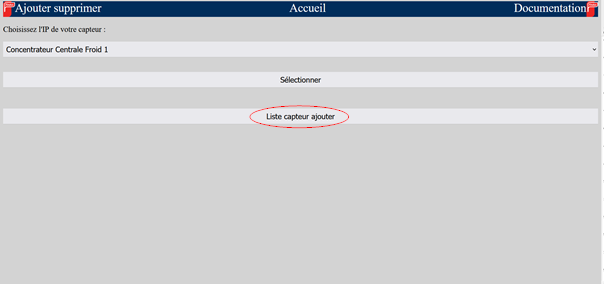 Ajouter supprimer Accueil Documentation
Choisissez l'IP de votre capteur :
Concentrateur Centrale Froid 1
Sélectionner
Liste capteur ajouter